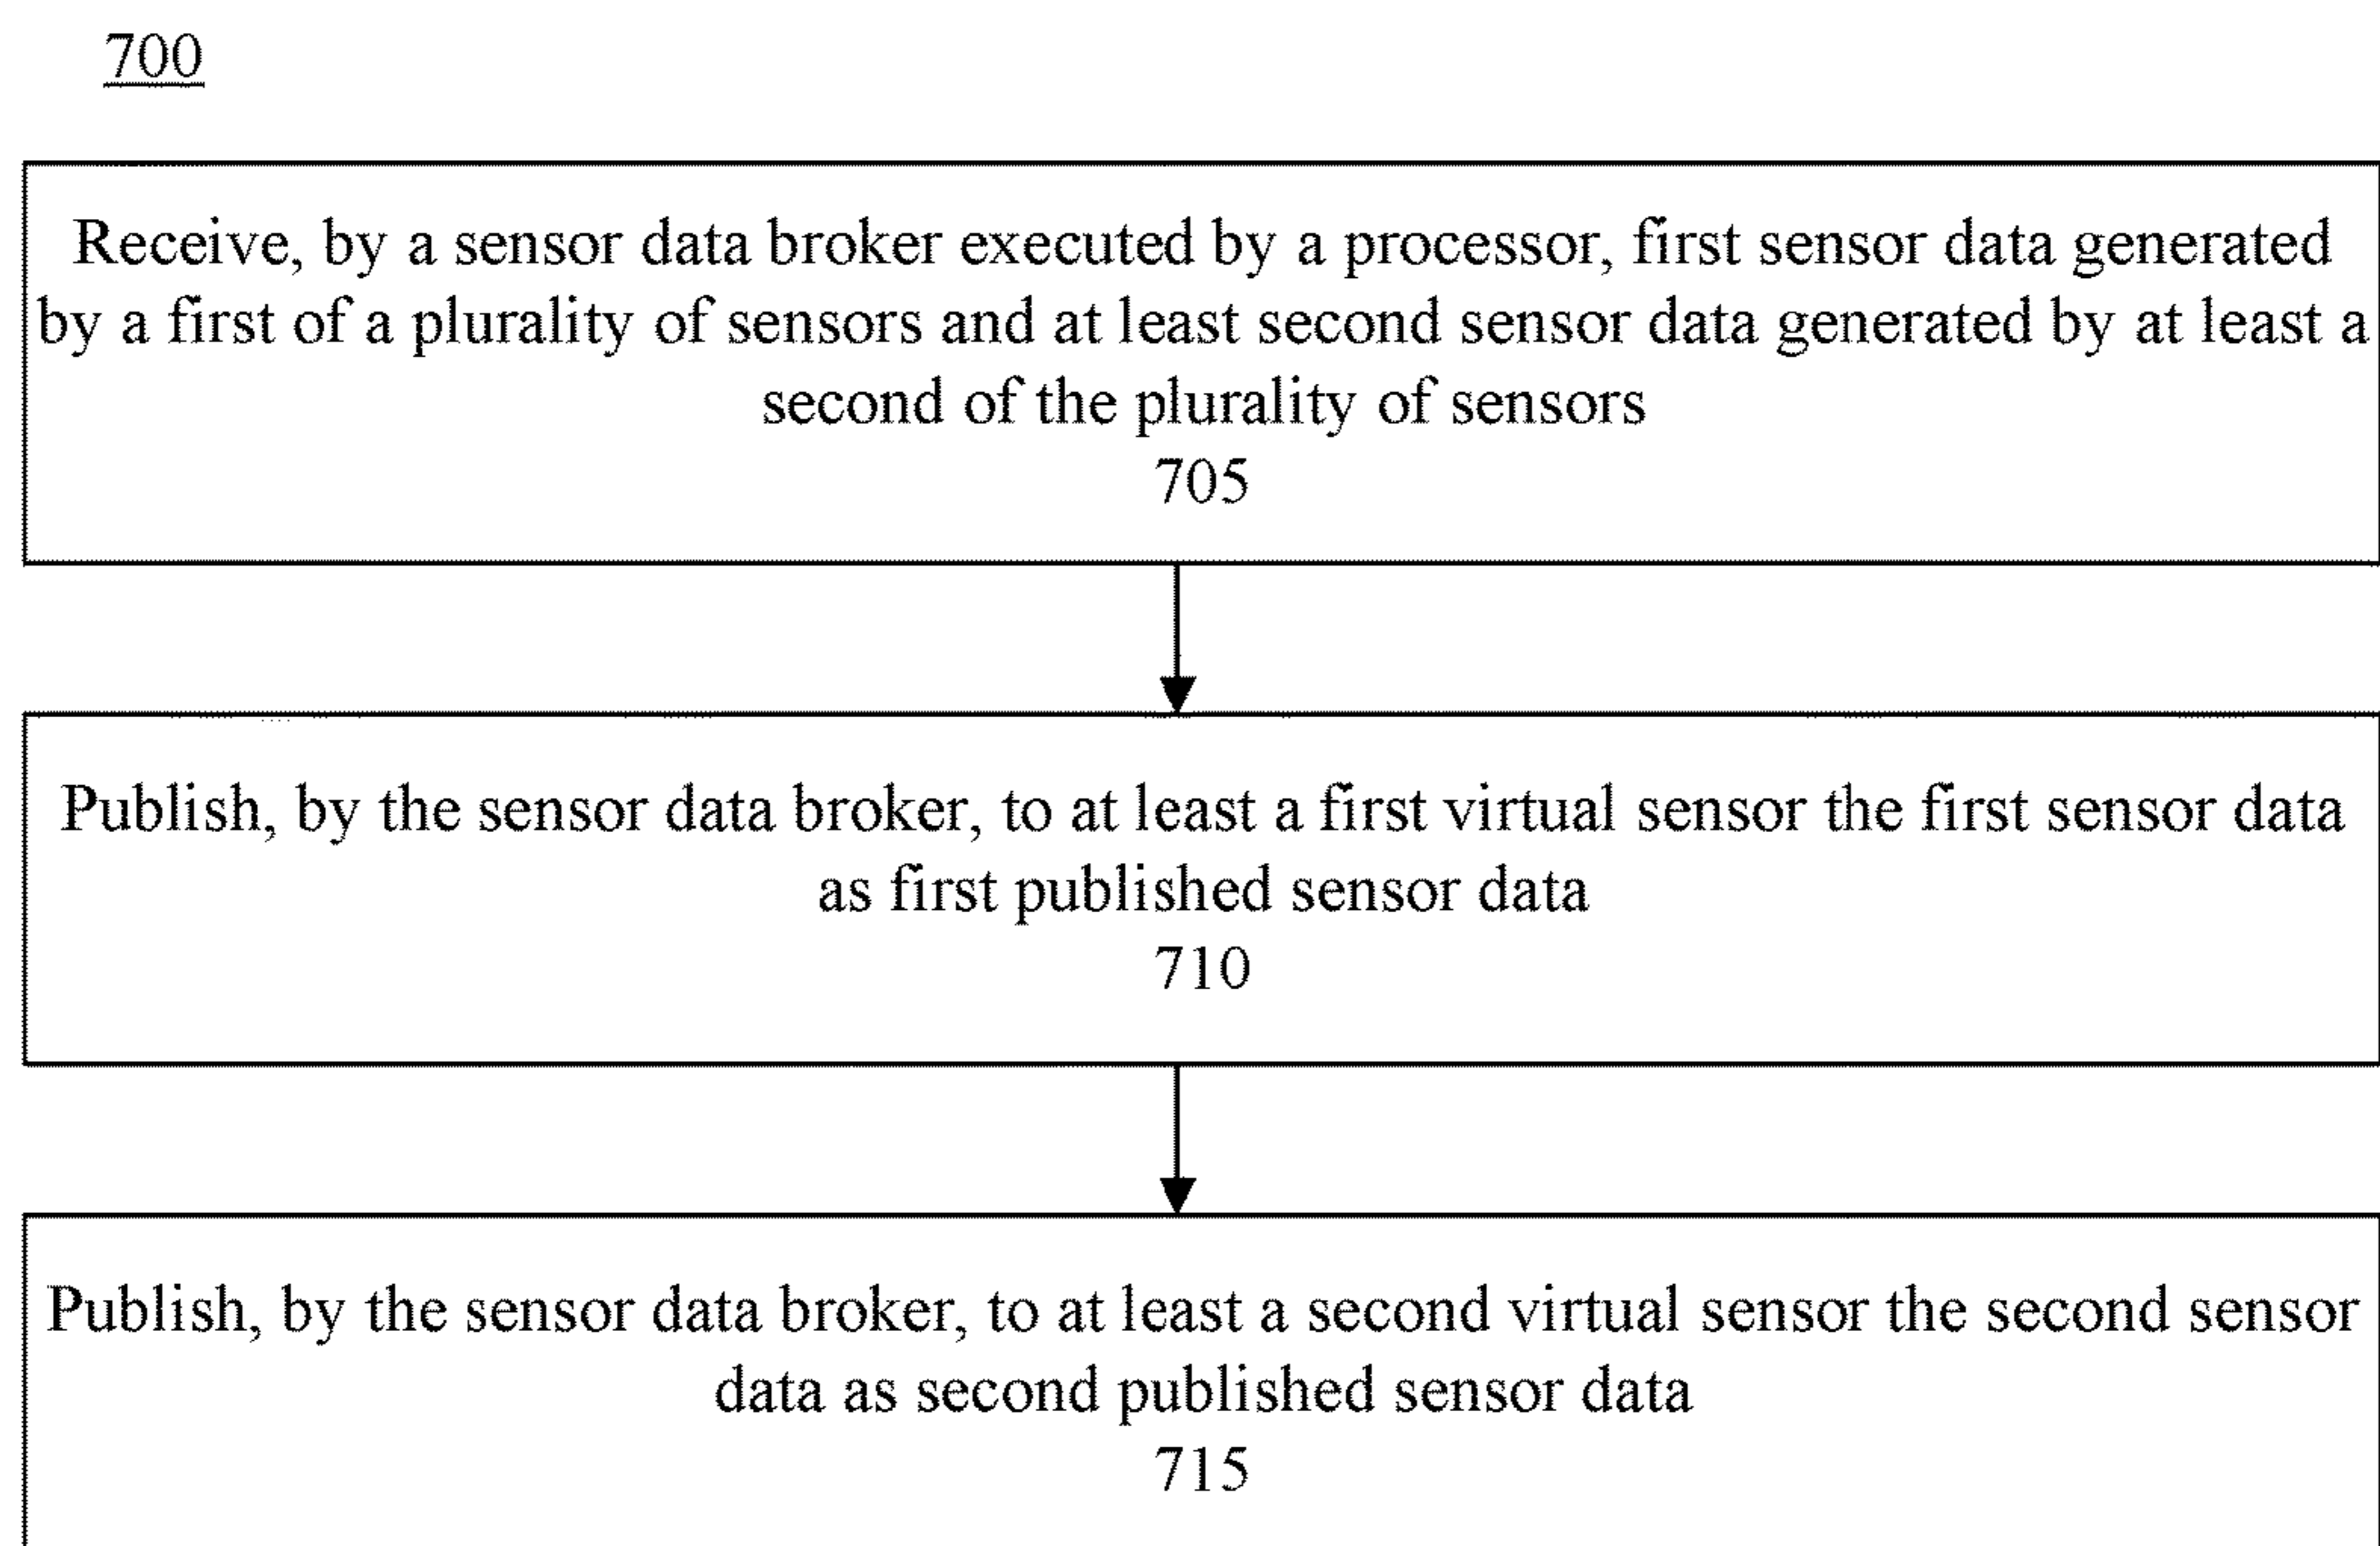 700
Receive, by a sensor data broker executed by a processor, first sensor data generated
by a first of a plurality of sensors and at least second sensor data generated by at least a
second of the plurality of sensors
705
Publish, by the sensor data broker, to at least a first virtual sensor the first sensor data
as first published sensor data
710
Publish, by the sensor data broker, to at least a second virtual sensor the second sensor
data as second published sensor data
715